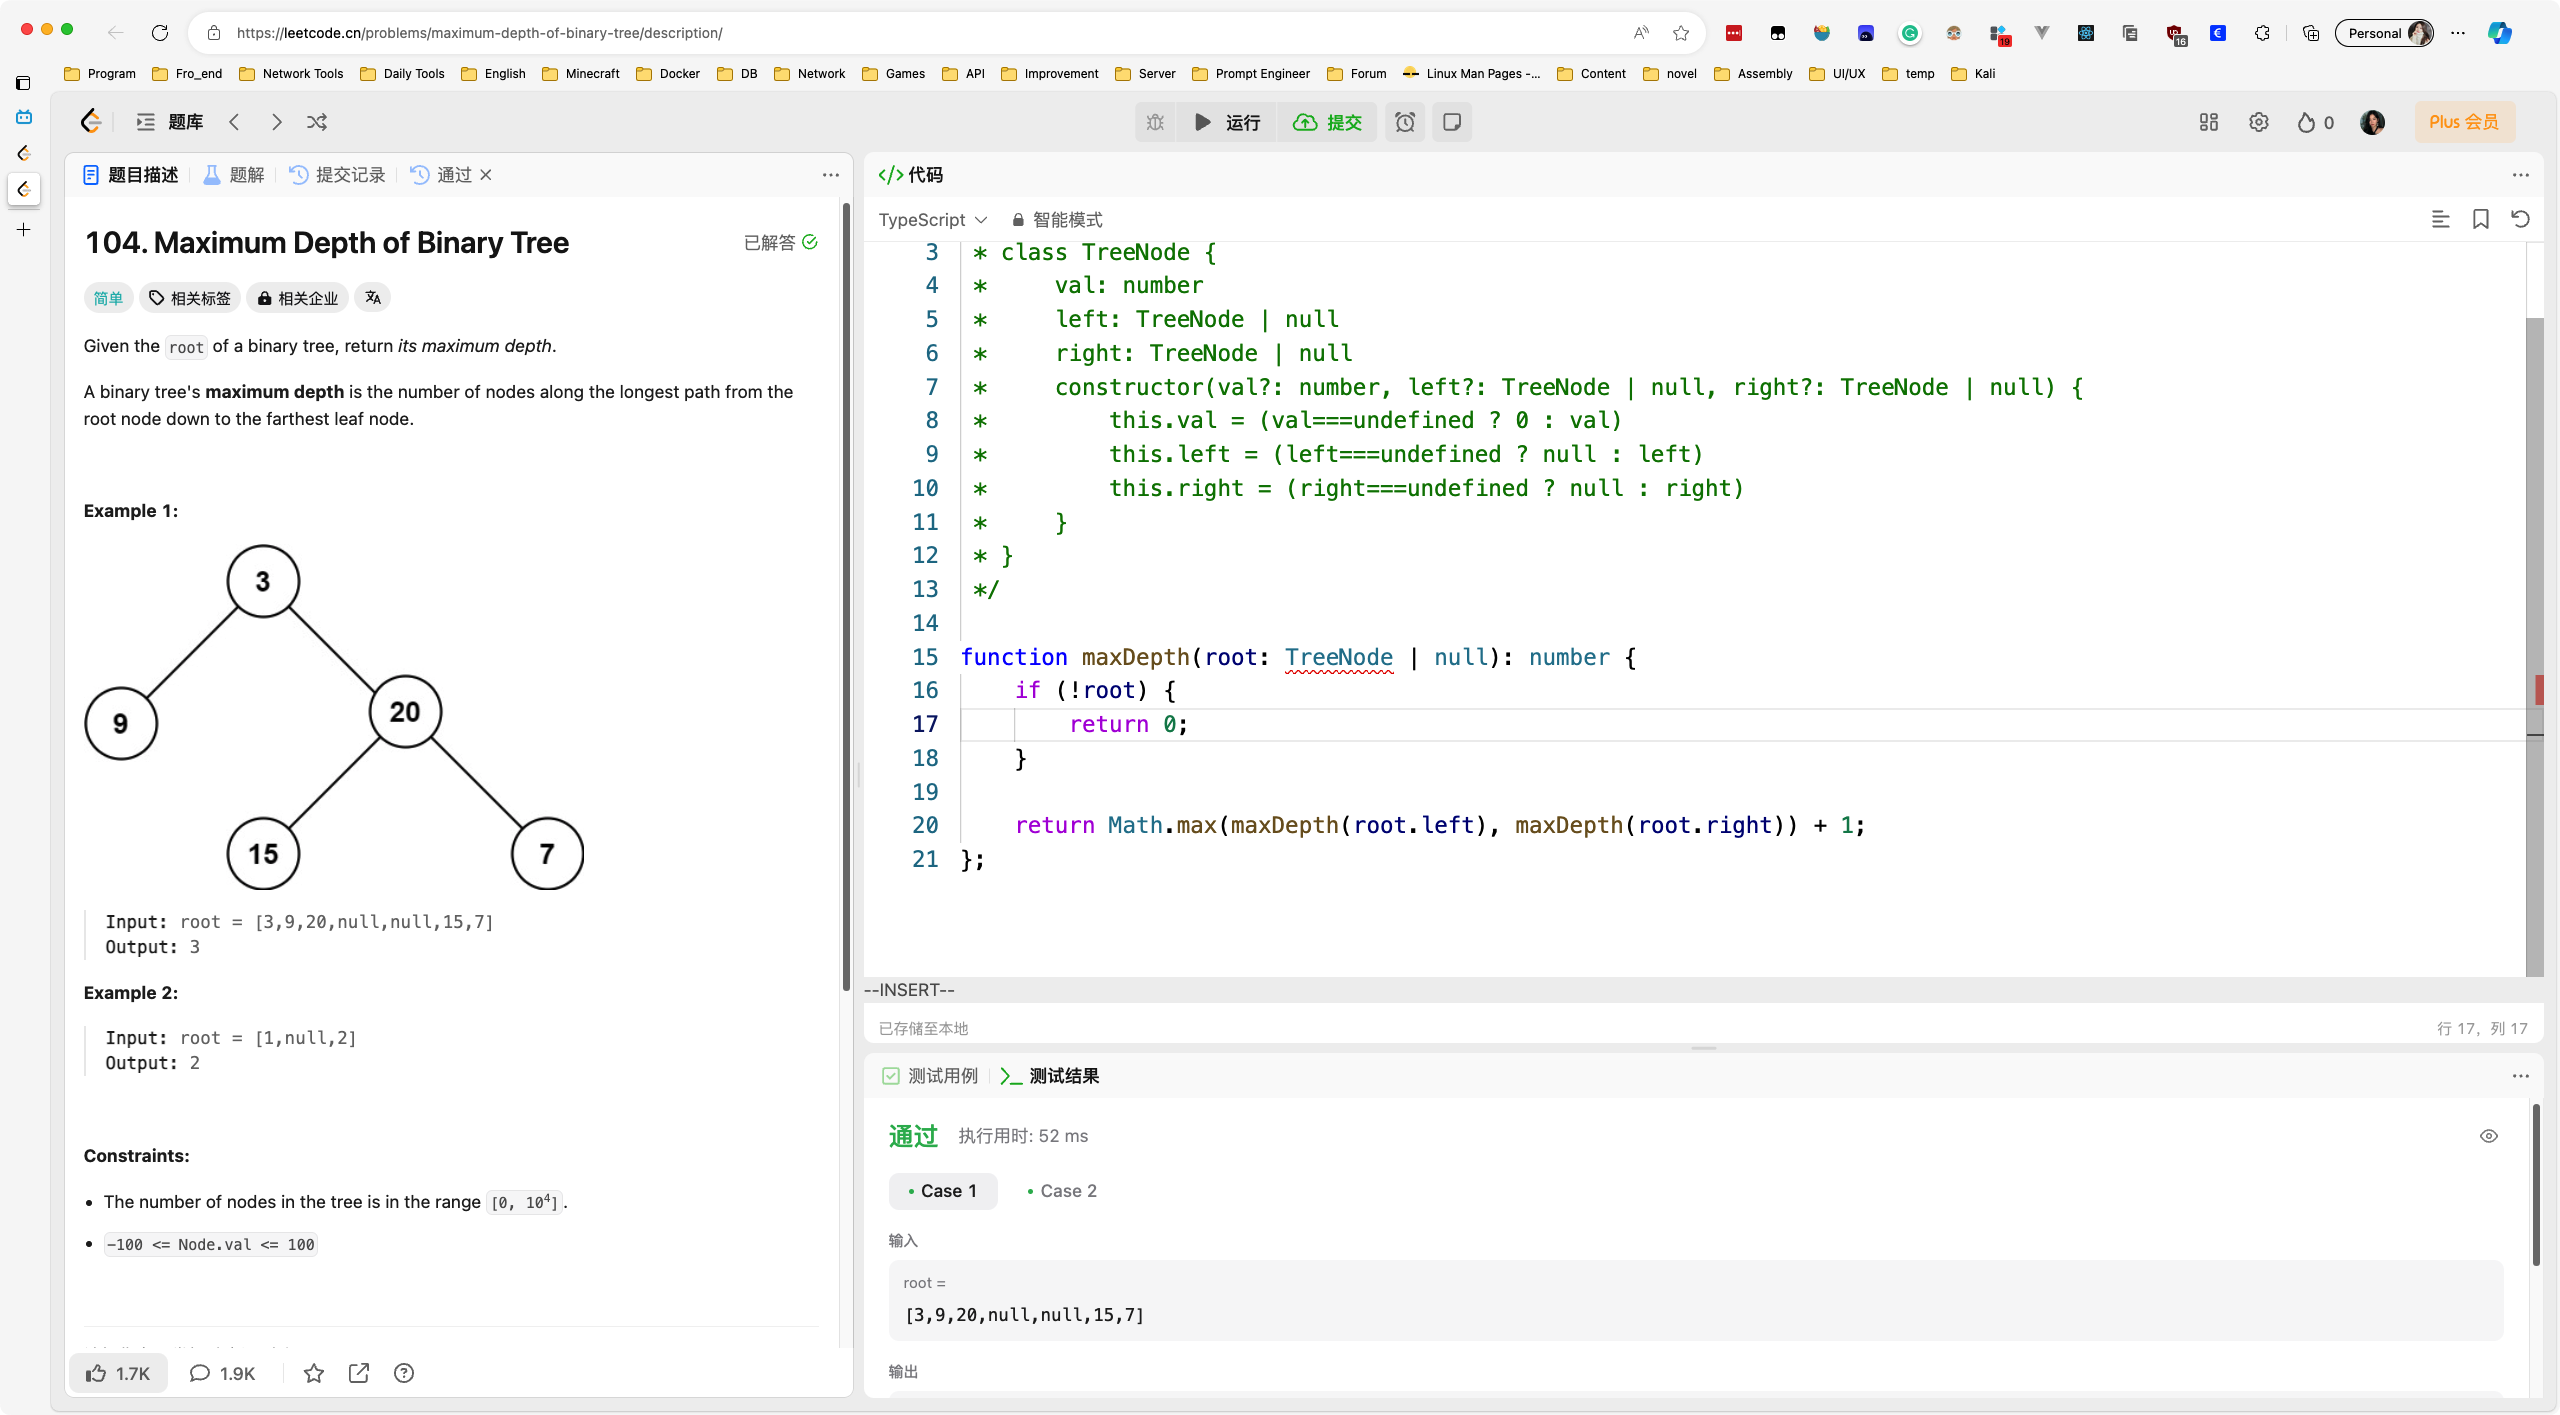 https://leetcode.cn/problems/maximum-depth-of-binary-tree/description/
19
16
Personal
Program Fro_end Network Tools Daily Tools English Minecraft Docker DB Network Games API Improvement Server Prompt Engineer Forum Linux Man Pages -... Content novel Assembly UI/UX temp Kali
题库
运行
提交
0
Plus 会员
题目描述 题解 提交记录 通过
104. Maximum Depth of Binary Tree
已解答
简单 相关标签 相关企业
Given the root of a binary tree, return its maximum depth.
A binary tree's maximum depth is the number of nodes along the longest path from the
root node down to the farthest leaf node.
Example 1:
3
9
20
15
7
Input: root = [3,9,20,null,null,15,7]
Output: 3
Example 2:
Input: root = [1,null,2]
Output: 2
Constraints:
• The number of nodes in the tree is in the range [0, 10⁴].
• -100 <= Node.val <= 100
1.7K 1.9K
</> 代码
TypeScript 智能模式
3 * class TreeNode {
4 *     val: number
5 *     left: TreeNode | null
6 *     right: TreeNode | null
7 *     constructor(val?: number, left?: TreeNode | null, right?: TreeNode | null) {
8 *         this.val = (val===undefined ? 0 : val)
9 *         this.left = (left===undefined ? null : left)
10 *         this.right = (right===undefined ? null : right)
11 *     }
12 * }
13 */
14
15 function maxDepth(root: TreeNode | null): number {
16     if (!root) {
17         return 0;
18     }
19
20     return Math.max(maxDepth(root.left), maxDepth(root.right)) + 1;
21 };
--INSERT--
已存储至本地
行 17, 列 17
测试用例 测试结果
通过 执行用时: 52 ms
• Case 1 • Case 2
输入
root =
[3,9,20,null,null,15,7]
输出